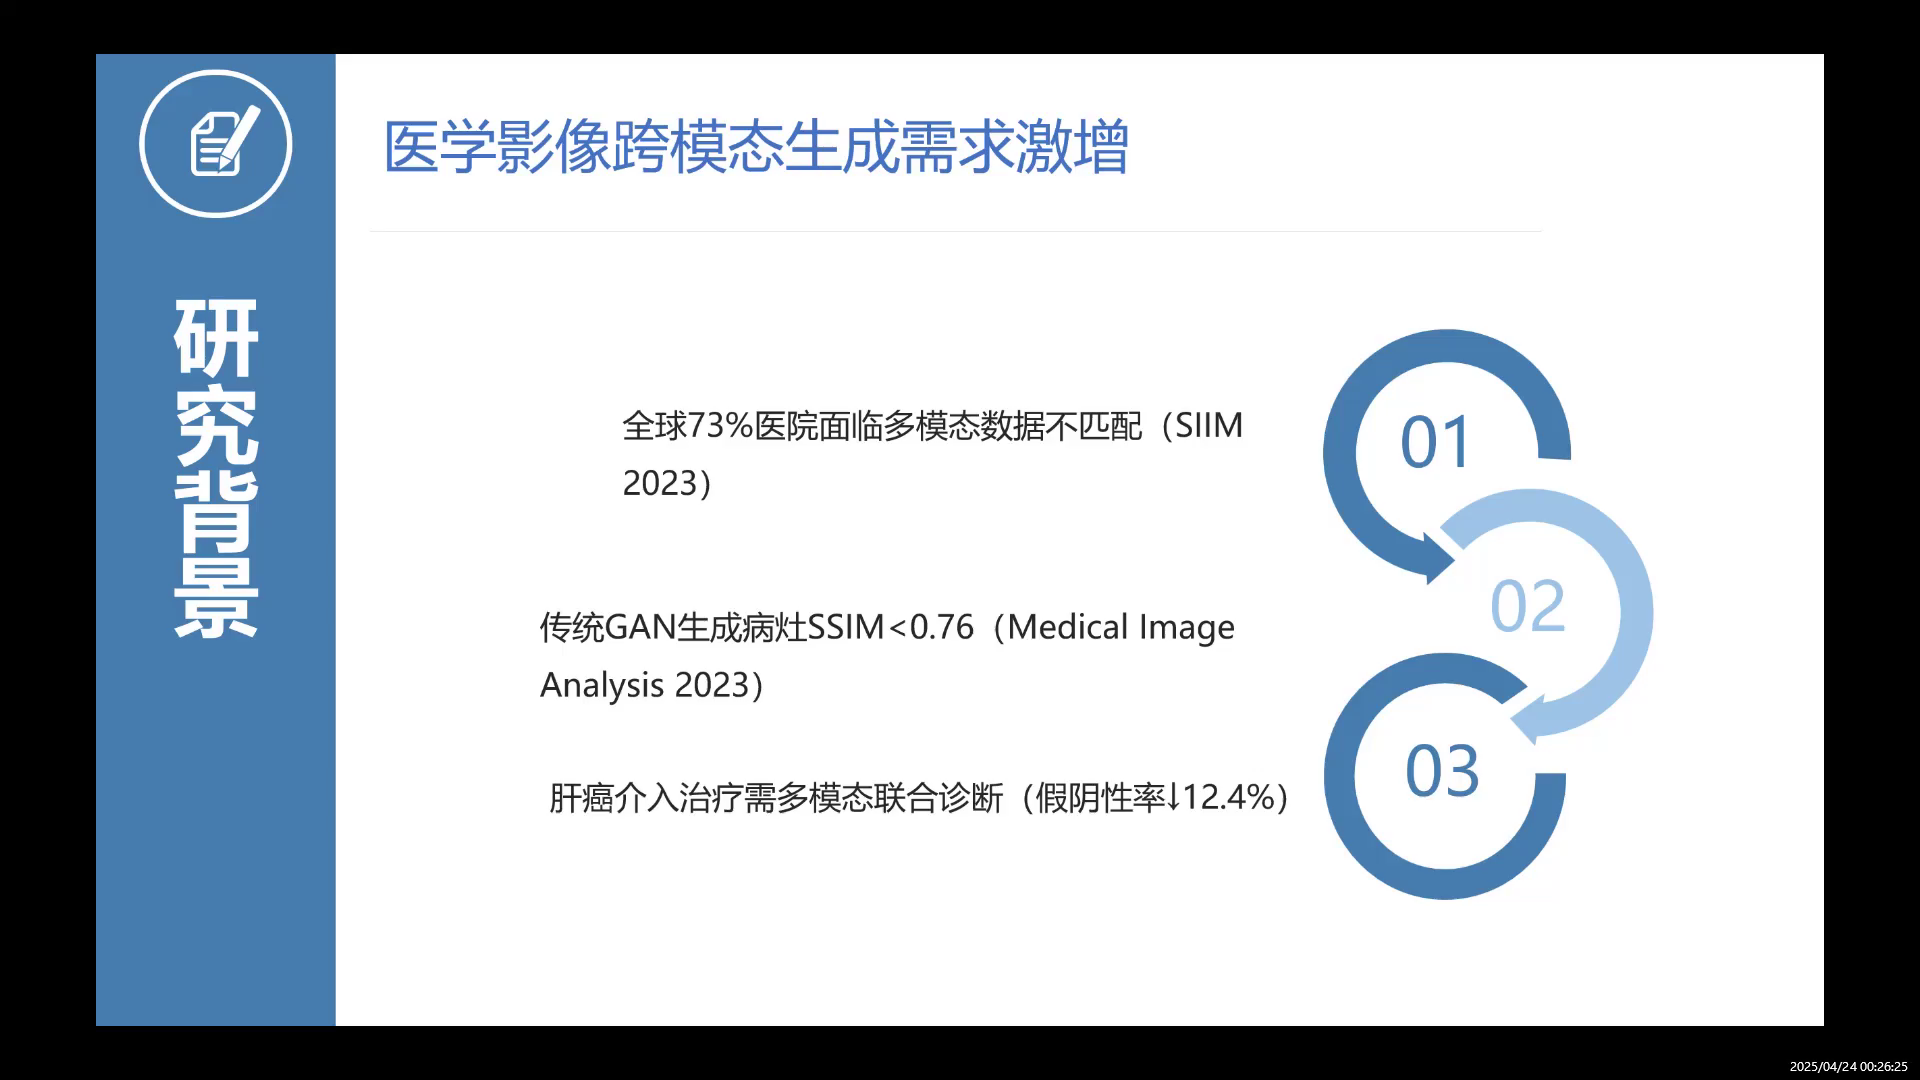 研究背景
医学影像跨模态生成需求激增
全球73%医院面临多模态数据不匹配（SIIM
2023）
01
传统GAN生成病灶SSIM<0.76（Medical Image
Analysis 2023）
02
肝癌介入治疗需多模态联合诊断（假阴性率↓12.4%）
03
2025/04/24 00:26:25